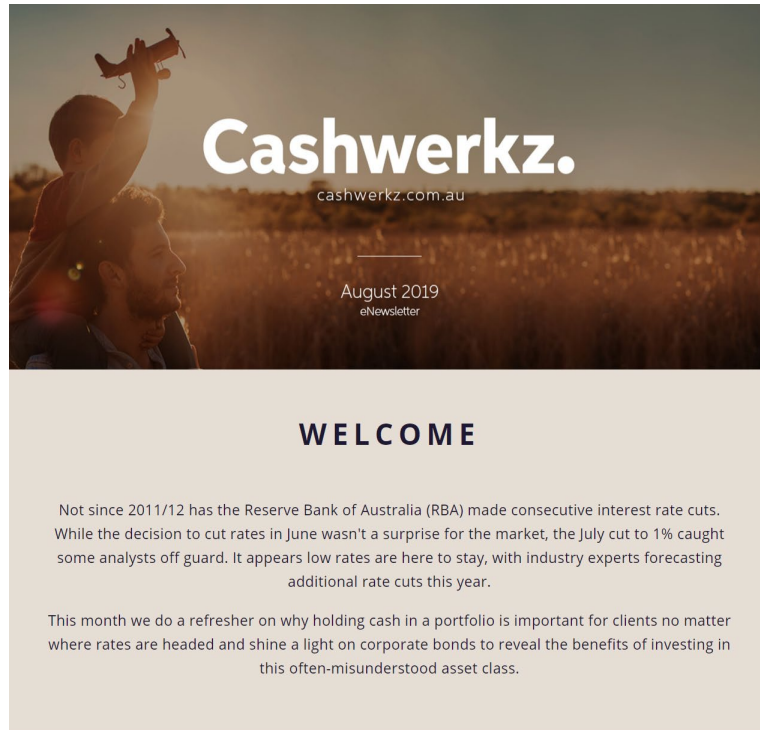 Cashwerkz.
cashwerkz.com.au
August 2019
eNewsletter
WELCOME
Not since 2011/12 has the Reserve Bank of Australia (RBA) made consecutive interest rate cuts.
While the decision to cut rates in June wasn't a surprise for the market, the July cut to 1% caught
some analysts off guard. It appears low rates are here to stay, with industry experts forecasting
additional rate cuts this year.
This month we do a refresher on why holding cash in a portfolio is important for clients no matter
where rates are headed and shine a light on corporate bonds to reveal the benefits of investing in
this often-misunderstood asset class.